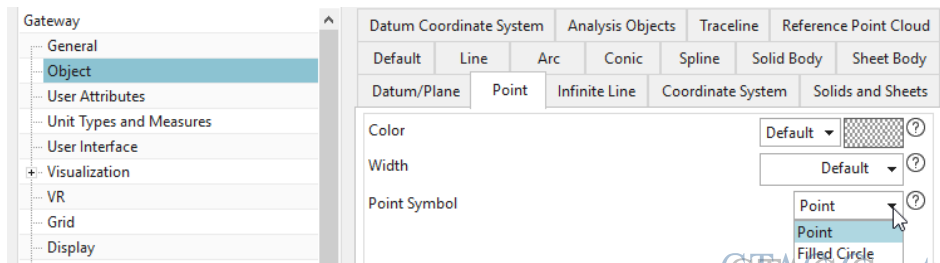 Gateway
General
Object
User Attributes
Unit Types and Measures
User Interface
Visualization
VR
Grid
Display
Datum Coordinate System Analysis Objects Traceline Reference Point Cloud
Default Line Arc Conic Spline Solid Body Sheet Body
Datum/Plane Point Infinite Line Coordinate System Solids and Sheets
Color Default
Width Default
Point Symbol Point
Point
Filled Circle